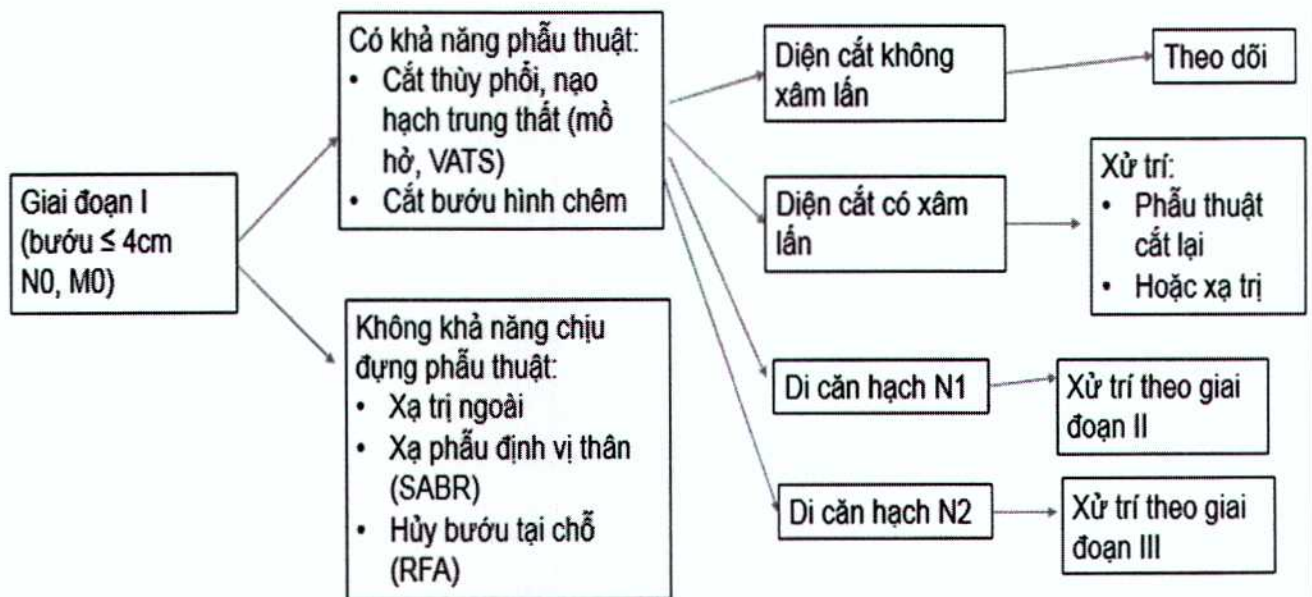 Giai đoạn I
(bướu ≤ 4cm
N0, M0)
Có khả năng phẫu thuật:
• Cắt thùy phổi, nạo
hạch trung thất (mổ
hở, VATS)
• Cắt bướu hình chêm
Không khả năng chịu
đựng phẫu thuật:
• Xạ trị ngoài
• Xạ phẫu định vị thân
(SABR)
• Hủy bướu tại chỗ
(RFA)
Diện cắt không
xâm lấn
Theo dõi
Diện cắt có xâm
lấn
Xử trí:
• Phẫu thuật
cắt lại
• Hoặc xạ trị
Di căn hạch N1
Xử trí theo giai
đoạn II
Di căn hạch N2
Xử trí theo giai
đoạn III